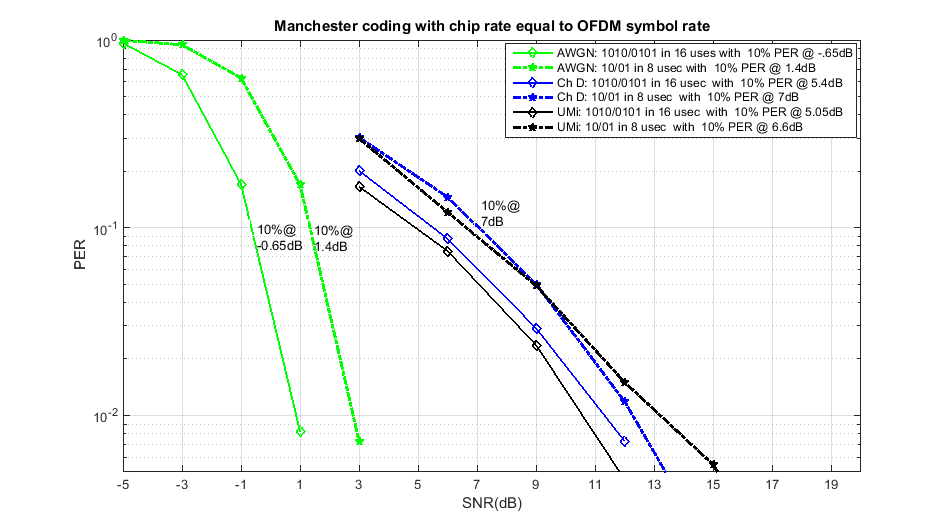 Manchester coding with chip rate equal to OFDM symbol rate
AWGN: 1010/0101 in 16 uses with 10% PER @ -.65dB
AWGN: 10/01 in 8 usec with 10% PER @ 1.4dB
Ch D: 1010/0101 in 16 usec with 10% PER @ 5.4dB
Ch D: 10/01 in 8 usec with 10% PER @ 7dB
UMi: 1010/0101 in 16 usec with 10% PER @ 5.05dB
UMi: 10/01 in 8 usec with 10% PER @ 6.6dB
10^0
10^-1
10^-2
PER
10%@
-0.65dB
10%@
1.4dB
10%@
7dB
-5 -3 -1 1 3 5 7 9 11 13 15 17 19
SNR(dB)